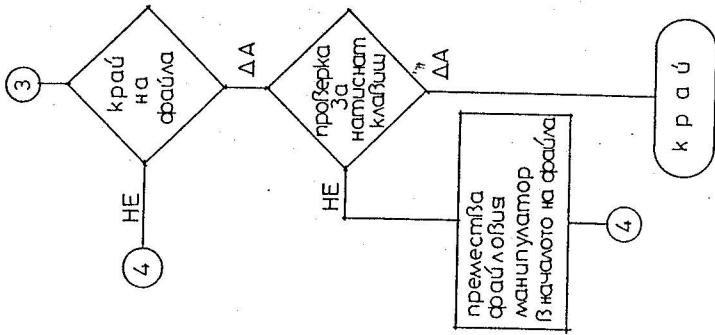 3
край
на
файла
НЕ
4
ДА
проверка
за
натиснат
клавиш
НЕ
ДА
премества
файловия
манипулатор
в началото на файла
4
край